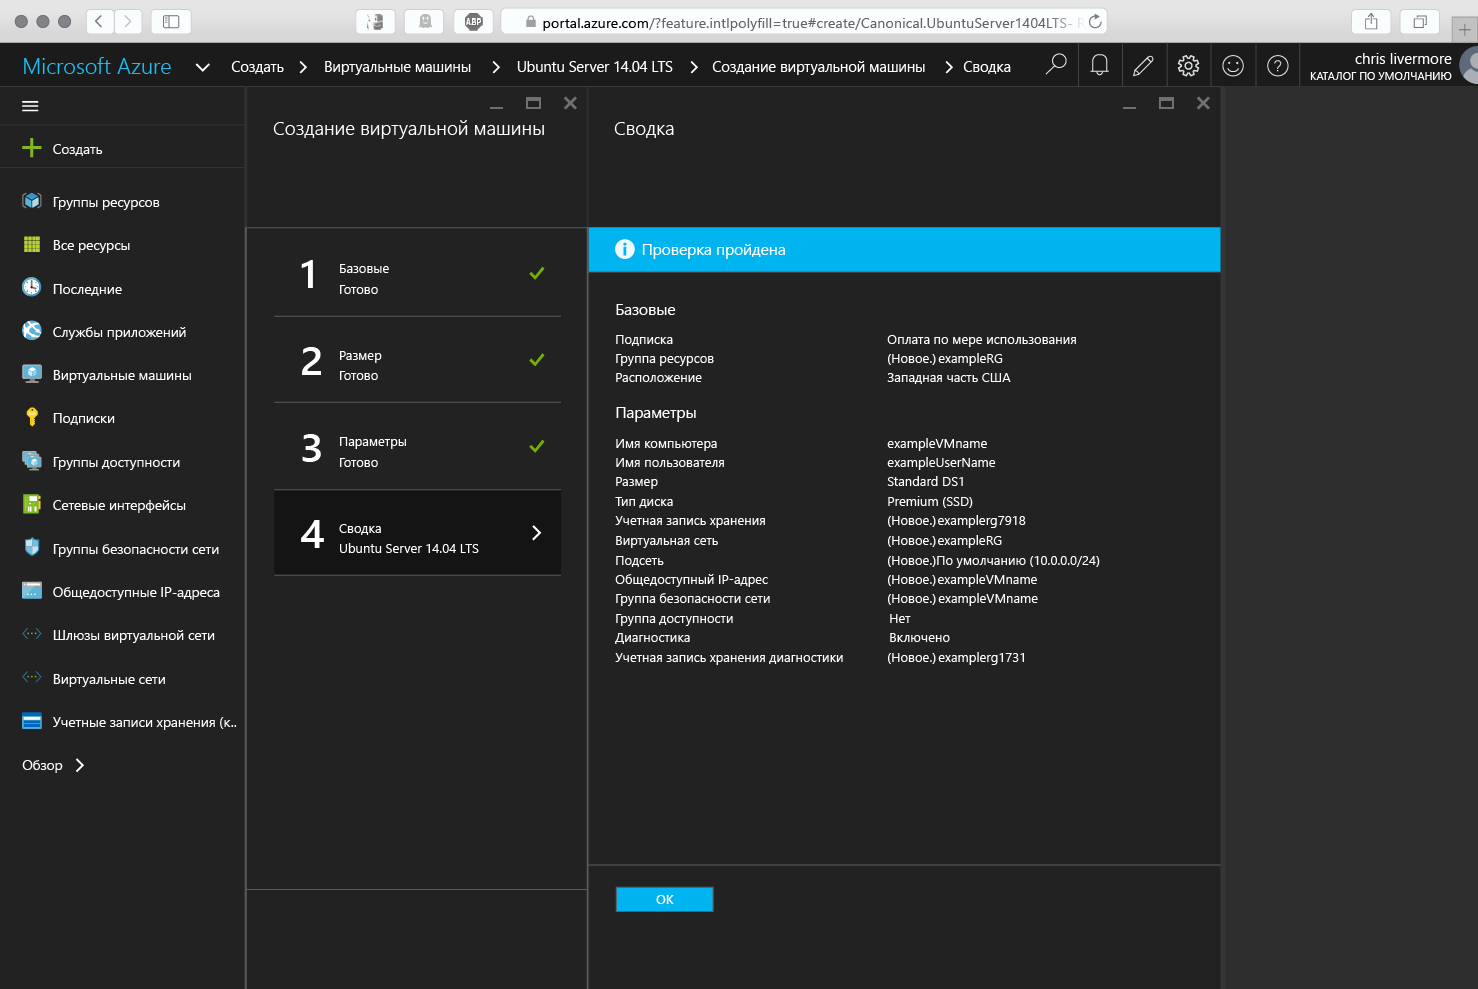 ABP
portal.azure.com/?feature.intlpolyfill=true#create/Canonical.UbuntuServer1404LTS-
Microsoft Azure
Создать
Виртуальные машины
Ubuntu Server 14.04 LTS
Создание виртуальной машины
Сводка
chris livermore
КАТАЛОГ ПО УМОЛЧАНИЮ
Создать
Группы ресурсов
Все ресурсы
Последние
Службы приложений
Виртуальные машины
Подписки
Группы доступности
Сетевые интерфейсы
Группы безопасности сети
Общедоступные IP-адреса
Шлюзы виртуальной сети
Виртуальные сети
Учетные записи хранения (к..
Обзор
Создание виртуальной машины
1
Базовые
Готово
2
Размер
Готово
3
Параметры
Готово
4
Сводка
Ubuntu Server 14.04 LTS
Сводка
Проверка пройдена
Базовые
Подписка Оплата по мере использования
Группа ресурсов (Новое.) exampleRG
Расположение Западная часть США
Параметры
Имя компьютера exampleVMname
Имя пользователя exampleUserName
Размер Standard DS1
Тип диска Premium (SSD)
Учетная запись хранения (Новое.) examplerg7918
Виртуальная сеть (Новое.) exampleRG
Подсеть (Новое.)По умолчанию (10.0.0.0/24)
Общедоступный IP-адрес (Новое.) exampleVMname
Группа безопасности сети (Новое.) exampleVMname
Группа доступности Нет
Диагностика Включено
Учетная запись хранения диагностики (Новое.) examplerg1731
OK